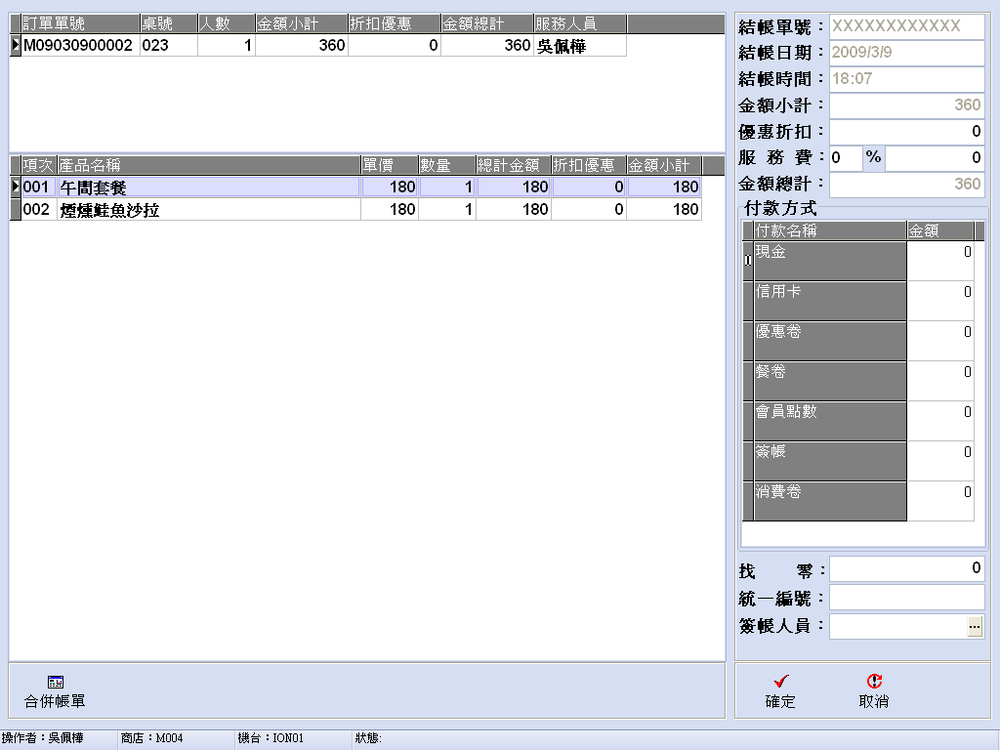 訂單單號 桌號 人數 金額小計 折扣優惠 金額總計 服務人員
M09030900002 023 1 360 0 360 吳佩樺
項次 產品名稱 單價 數量 總計金額 折扣優惠 金額小計
001 午間套餐 180 1 180 0 180
002 煙燻鮭魚沙拉 180 1 180 0 180
合併帳單
結帳單號: XXXXXXXXXXXX
結帳日期: 2009/3/9
結帳時間: 18:07
金額小計: 360
優惠折扣: 0
服務費: 0 % 0
金額總計: 360
付款方式
付款名稱 金額
現金 0
信用卡 0
優惠卷 0
餐卷 0
會員點數 0
簽帳 0
消費卷 0
找零: 0
統一編號:
簽帳人員: ...
確定 取消
操作者:吳佩樺 商店:M004 機台:ION01 狀態: